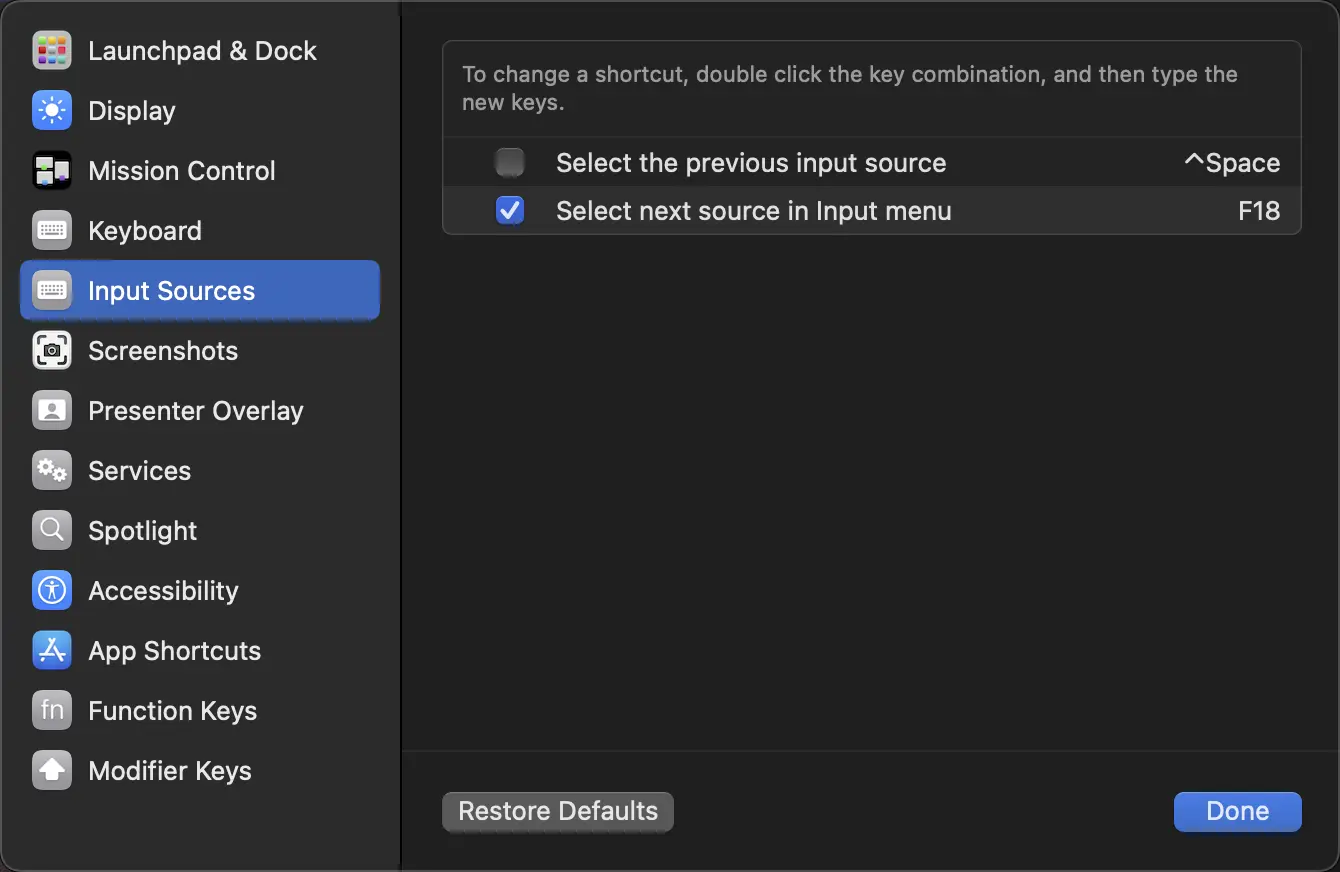 Launchpad & Dock
Display
Mission Control
Keyboard
Input Sources
Screenshots
Presenter Overlay
Services
Spotlight
Accessibility
App Shortcuts
fn Function Keys
Modifier Keys
To change a shortcut, double click the key combination, and then type the
new keys.
Select the previous input source ^Space
Select next source in Input menu F18
Restore Defaults
Done